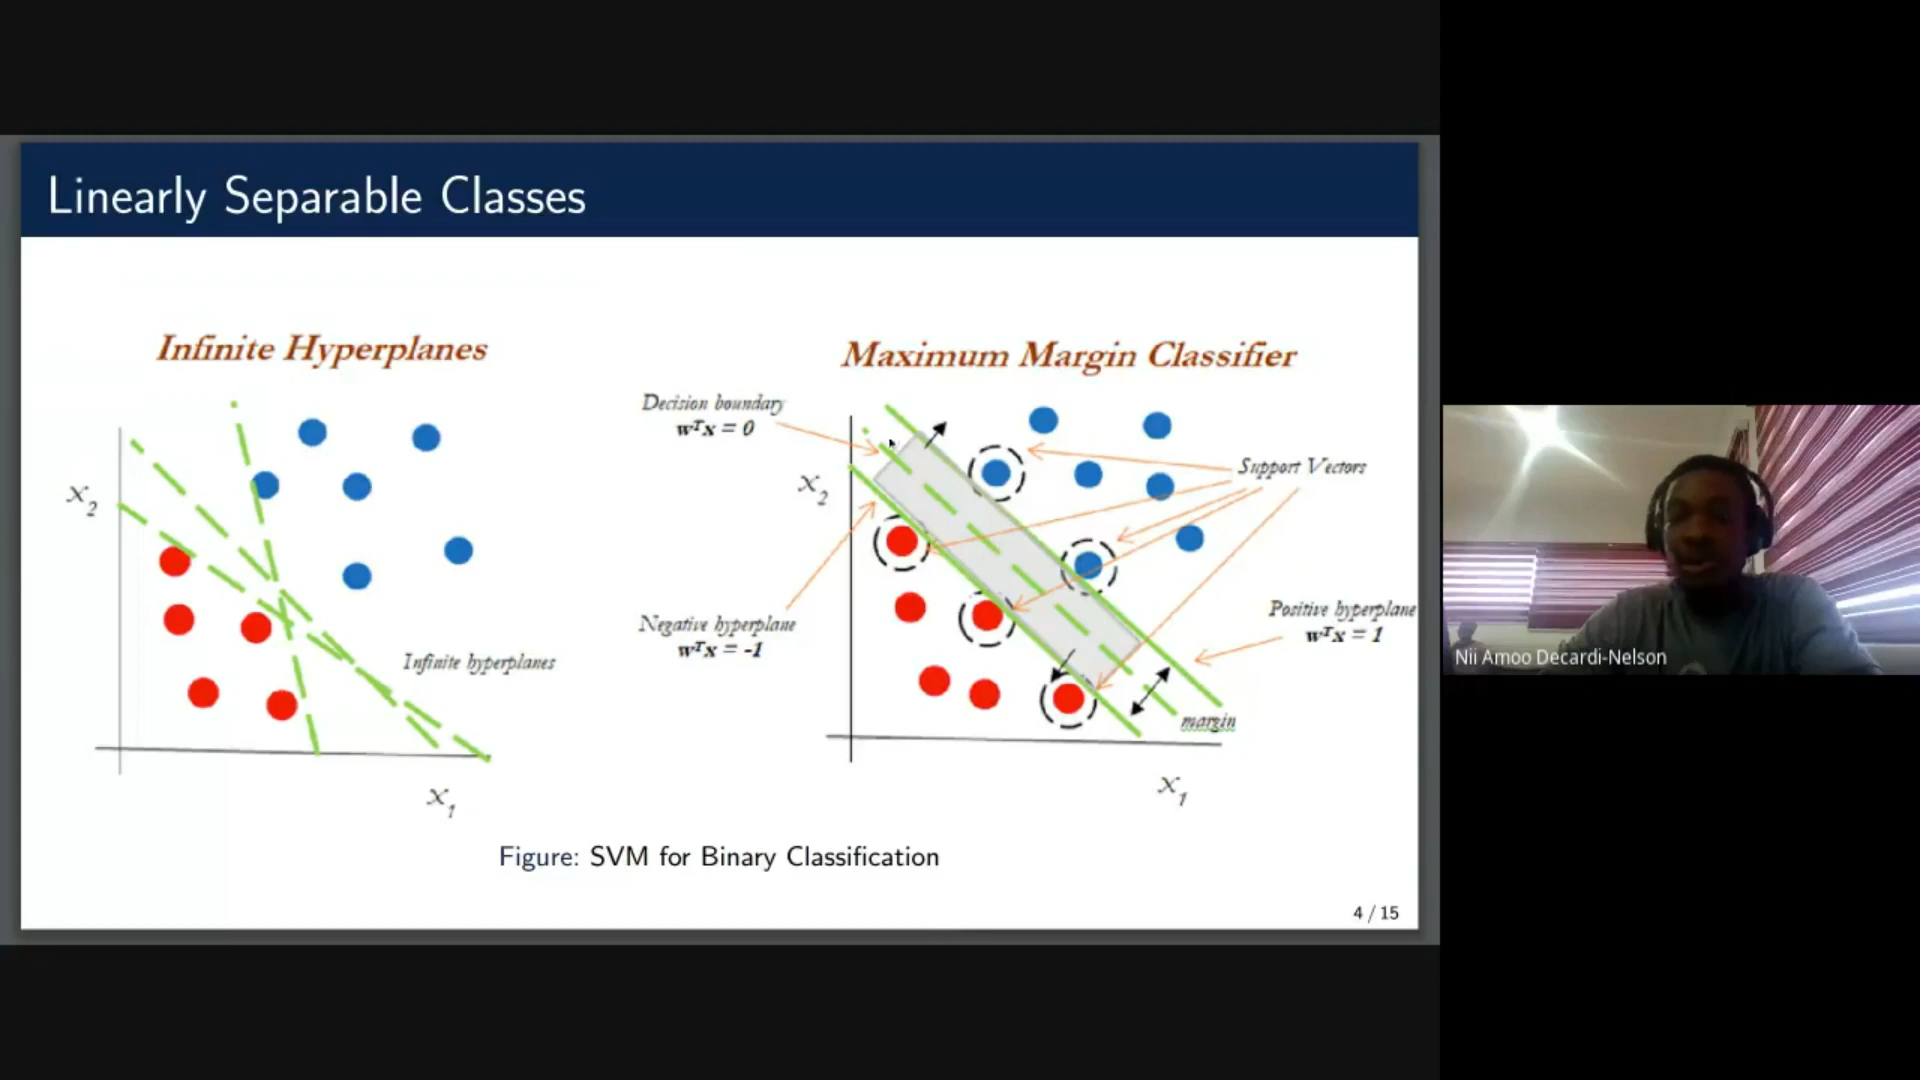 Linearly Separable Classes
Infinite Hyperplanes
X2
Infinite hyperplanes
X1
Maximum Margin Classifier
Decision boundary
wᵀx = 0
Support Vectors
X2
Negative hyperplane
wᵀx = -1
Positive hyperplane
wᵀx = 1
margin
X1
Figure: SVM for Binary Classification
4 / 15
Nii Amoo Decardi-Nelson